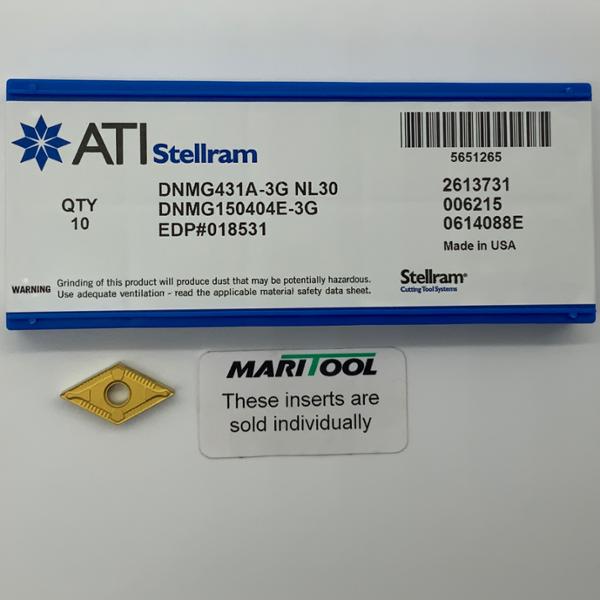 ATI Stellram
5651265
QTY
10
DNMG431A-3G NL30
DNMG150404E-3G
EDP#018531
2613731
006215
0614088E
Made in USA
WARNING
Grinding of this product will produce dust that may be potentially hazardous.
Use adequate ventilation - read the applicable material safety data sheet.
Stellram®
Cutting Tool Systems
MARITOOL
These inserts are
sold individually